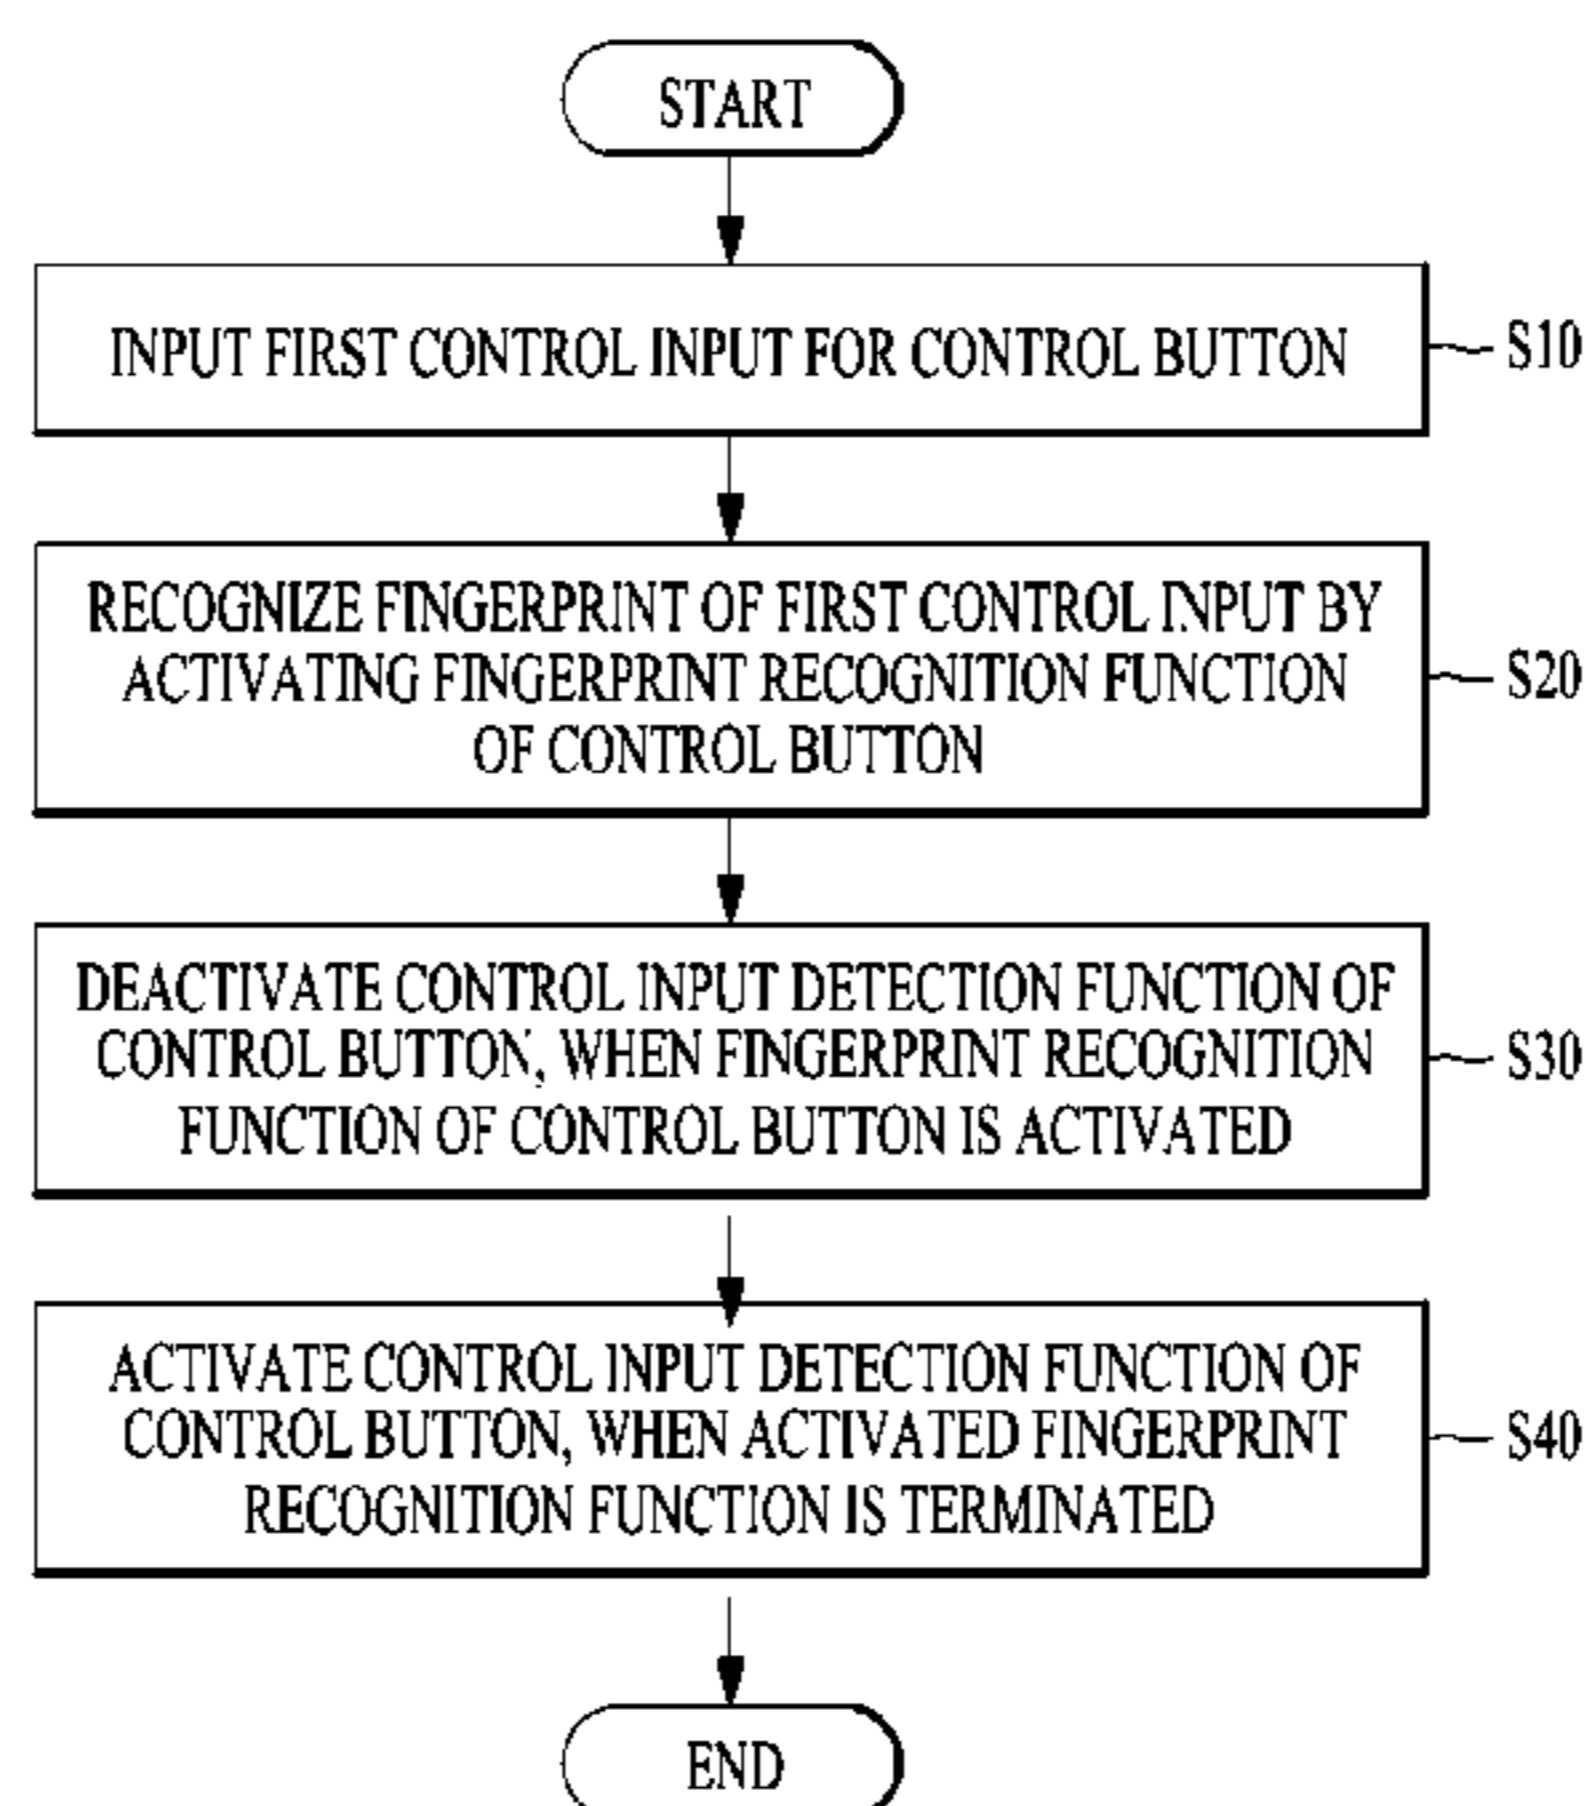 START
INPUT FIRST CONTROL INPUT FOR CONTROL BUTTON
S10
RECOGNIZE FINGERPRINT OF FIRST CONTROL INPUT BY
ACTIVATING FINGERPRINT RECOGNITION FUNCTION
OF CONTROL BUTTON
S20
DEACTIVATE CONTROL INPUT DETECTION FUNCTION OF
CONTROL BUTTON, WHEN FINGERPRINT RECOGNITION
FUNCTION OF CONTROL BUTTON IS ACTIVATED
S30
ACTIVATE CONTROL INPUT DETECTION FUNCTION OF
CONTROL BUTTON, WHEN ACTIVATED FINGERPRINT
RECOGNITION FUNCTION IS TERMINATED
S40
END